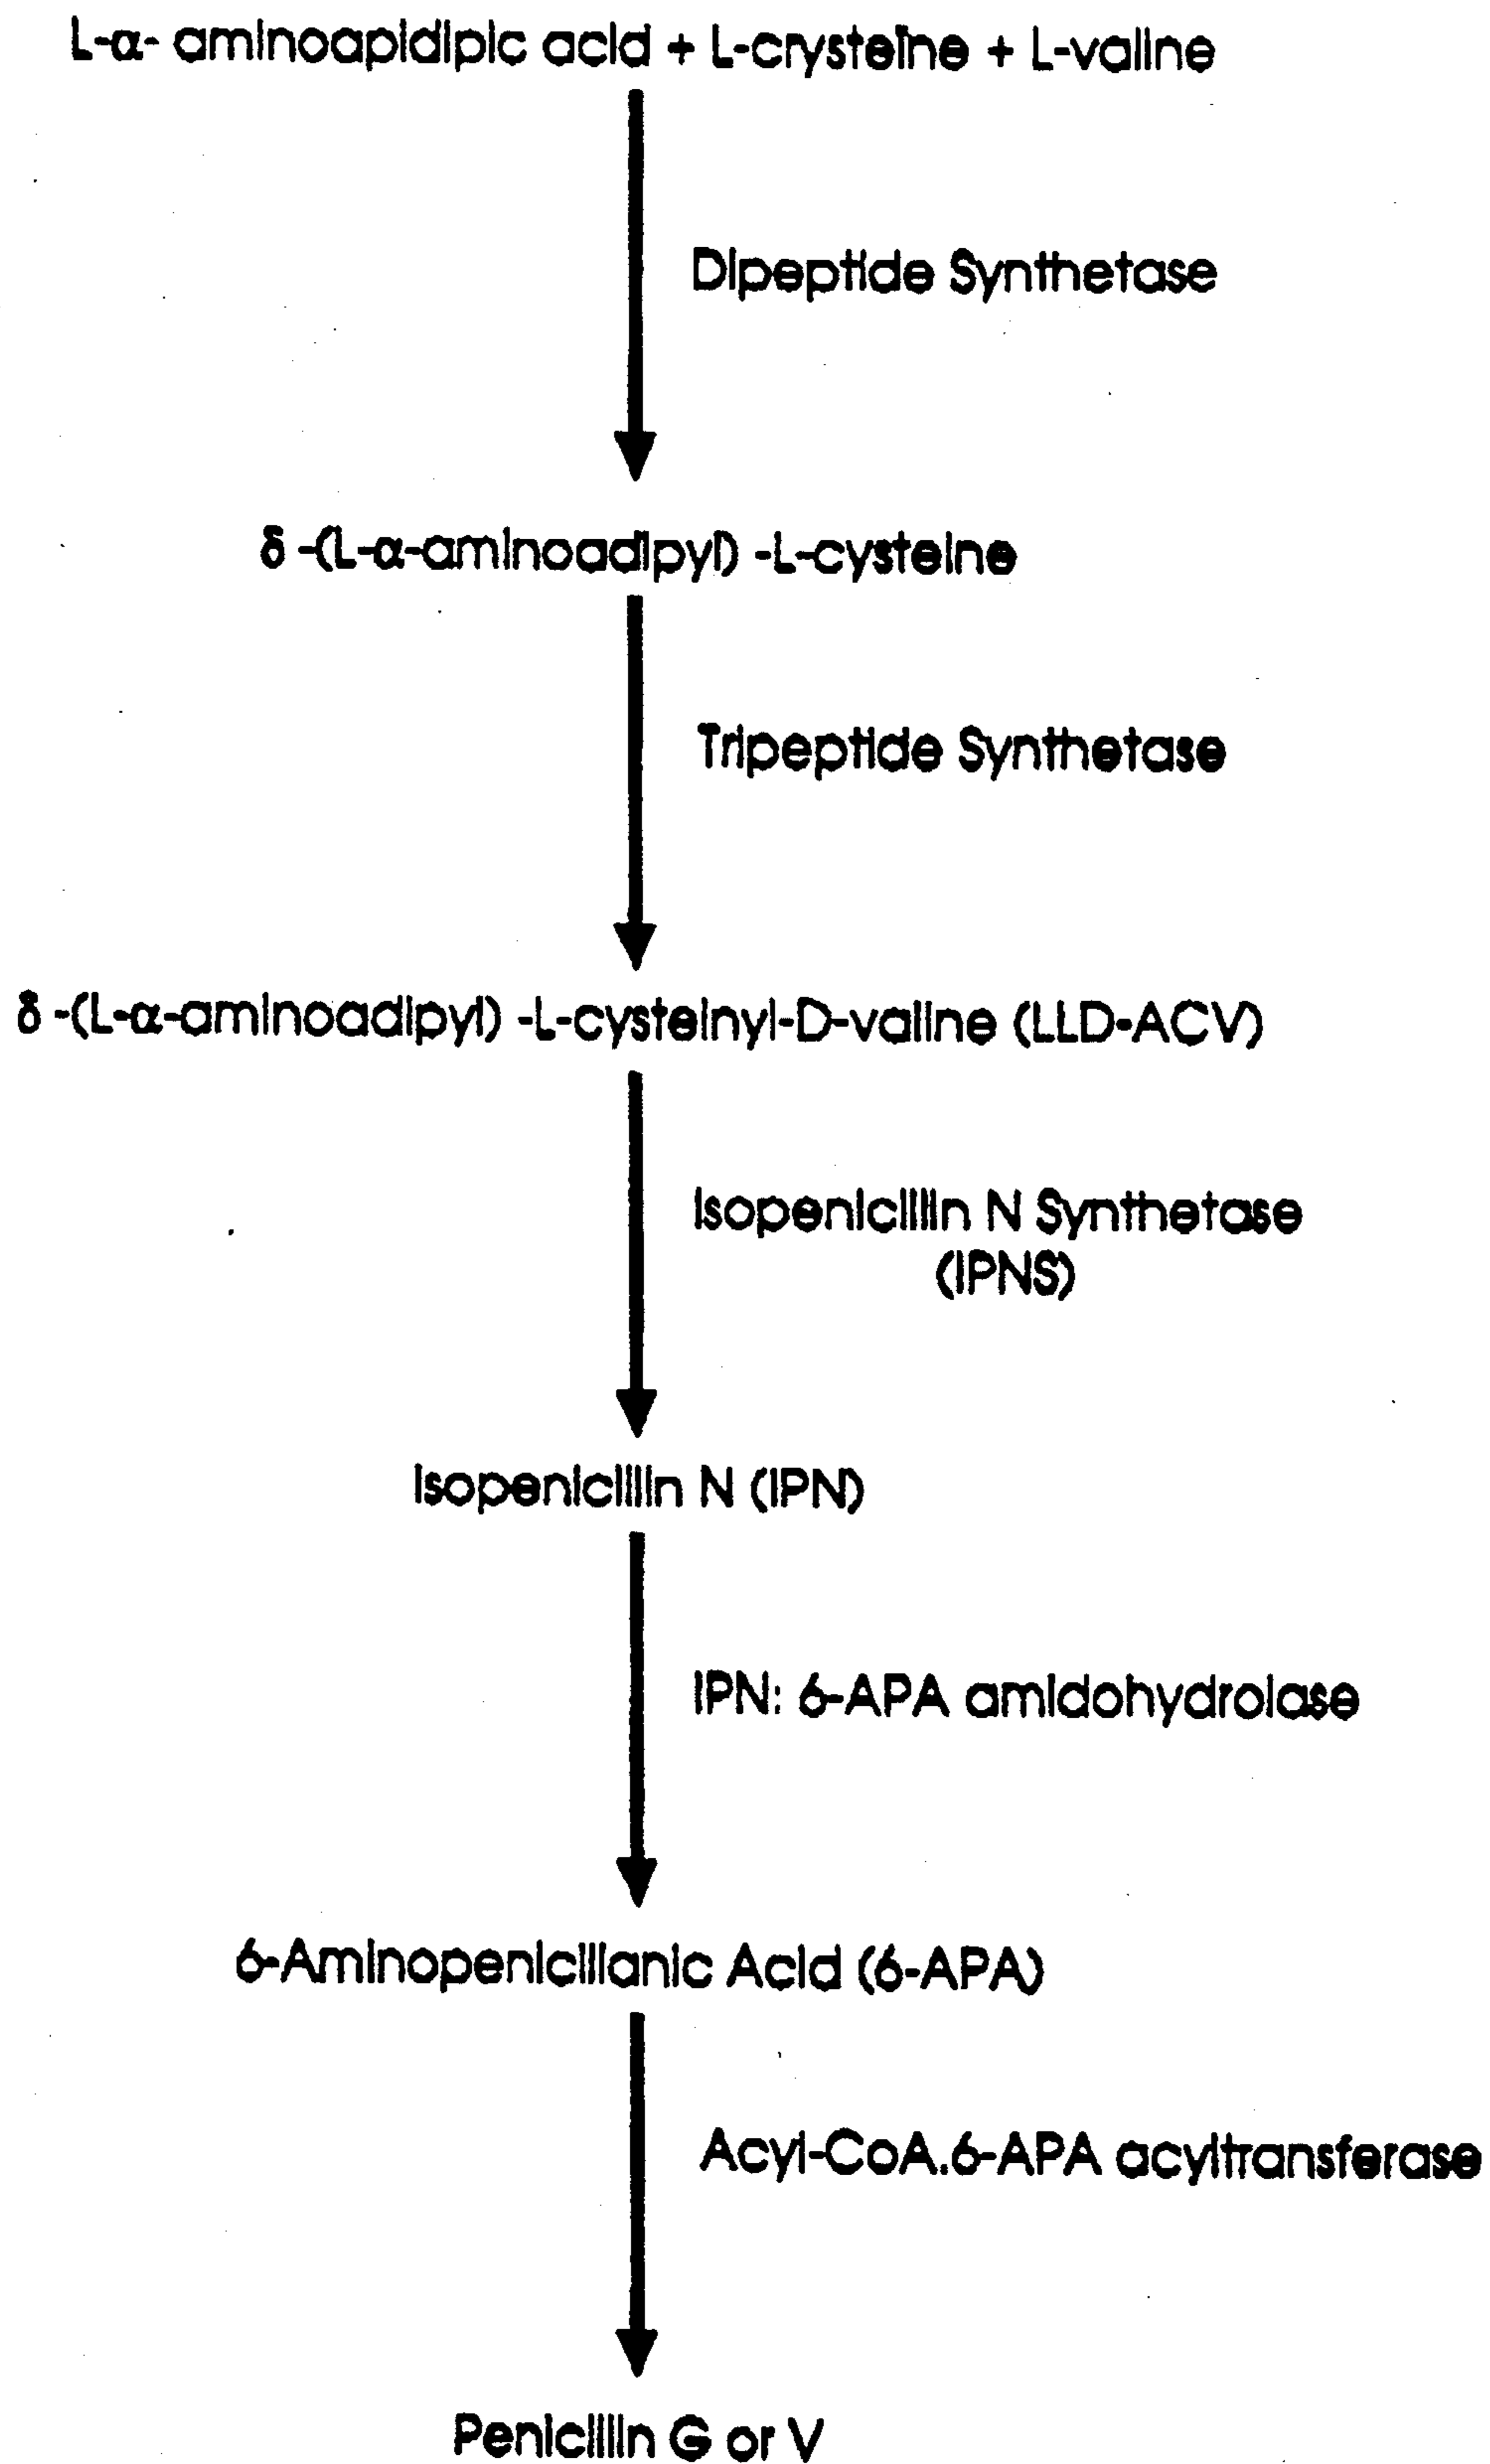 L-α- aminoapidipic acid + L-crysteine + L-valine
Dipeptide Synthetase
δ -(L-α-aminoadipyl) -L-cysteine
Tripeptide Synthetase
δ -(L-α-aminoadipyl) -L-cysteinyl-D-valine (LLD-ACV)
Isopenicillin N Synthetase
(IPNS)
Isopenicillin N (IPN)
IPN: 6-APA amidohydrolase
6-Aminopenicillanic Acid (6-APA)
Acyl-CoA.6-APA acyltransferase
Penicillin G or V